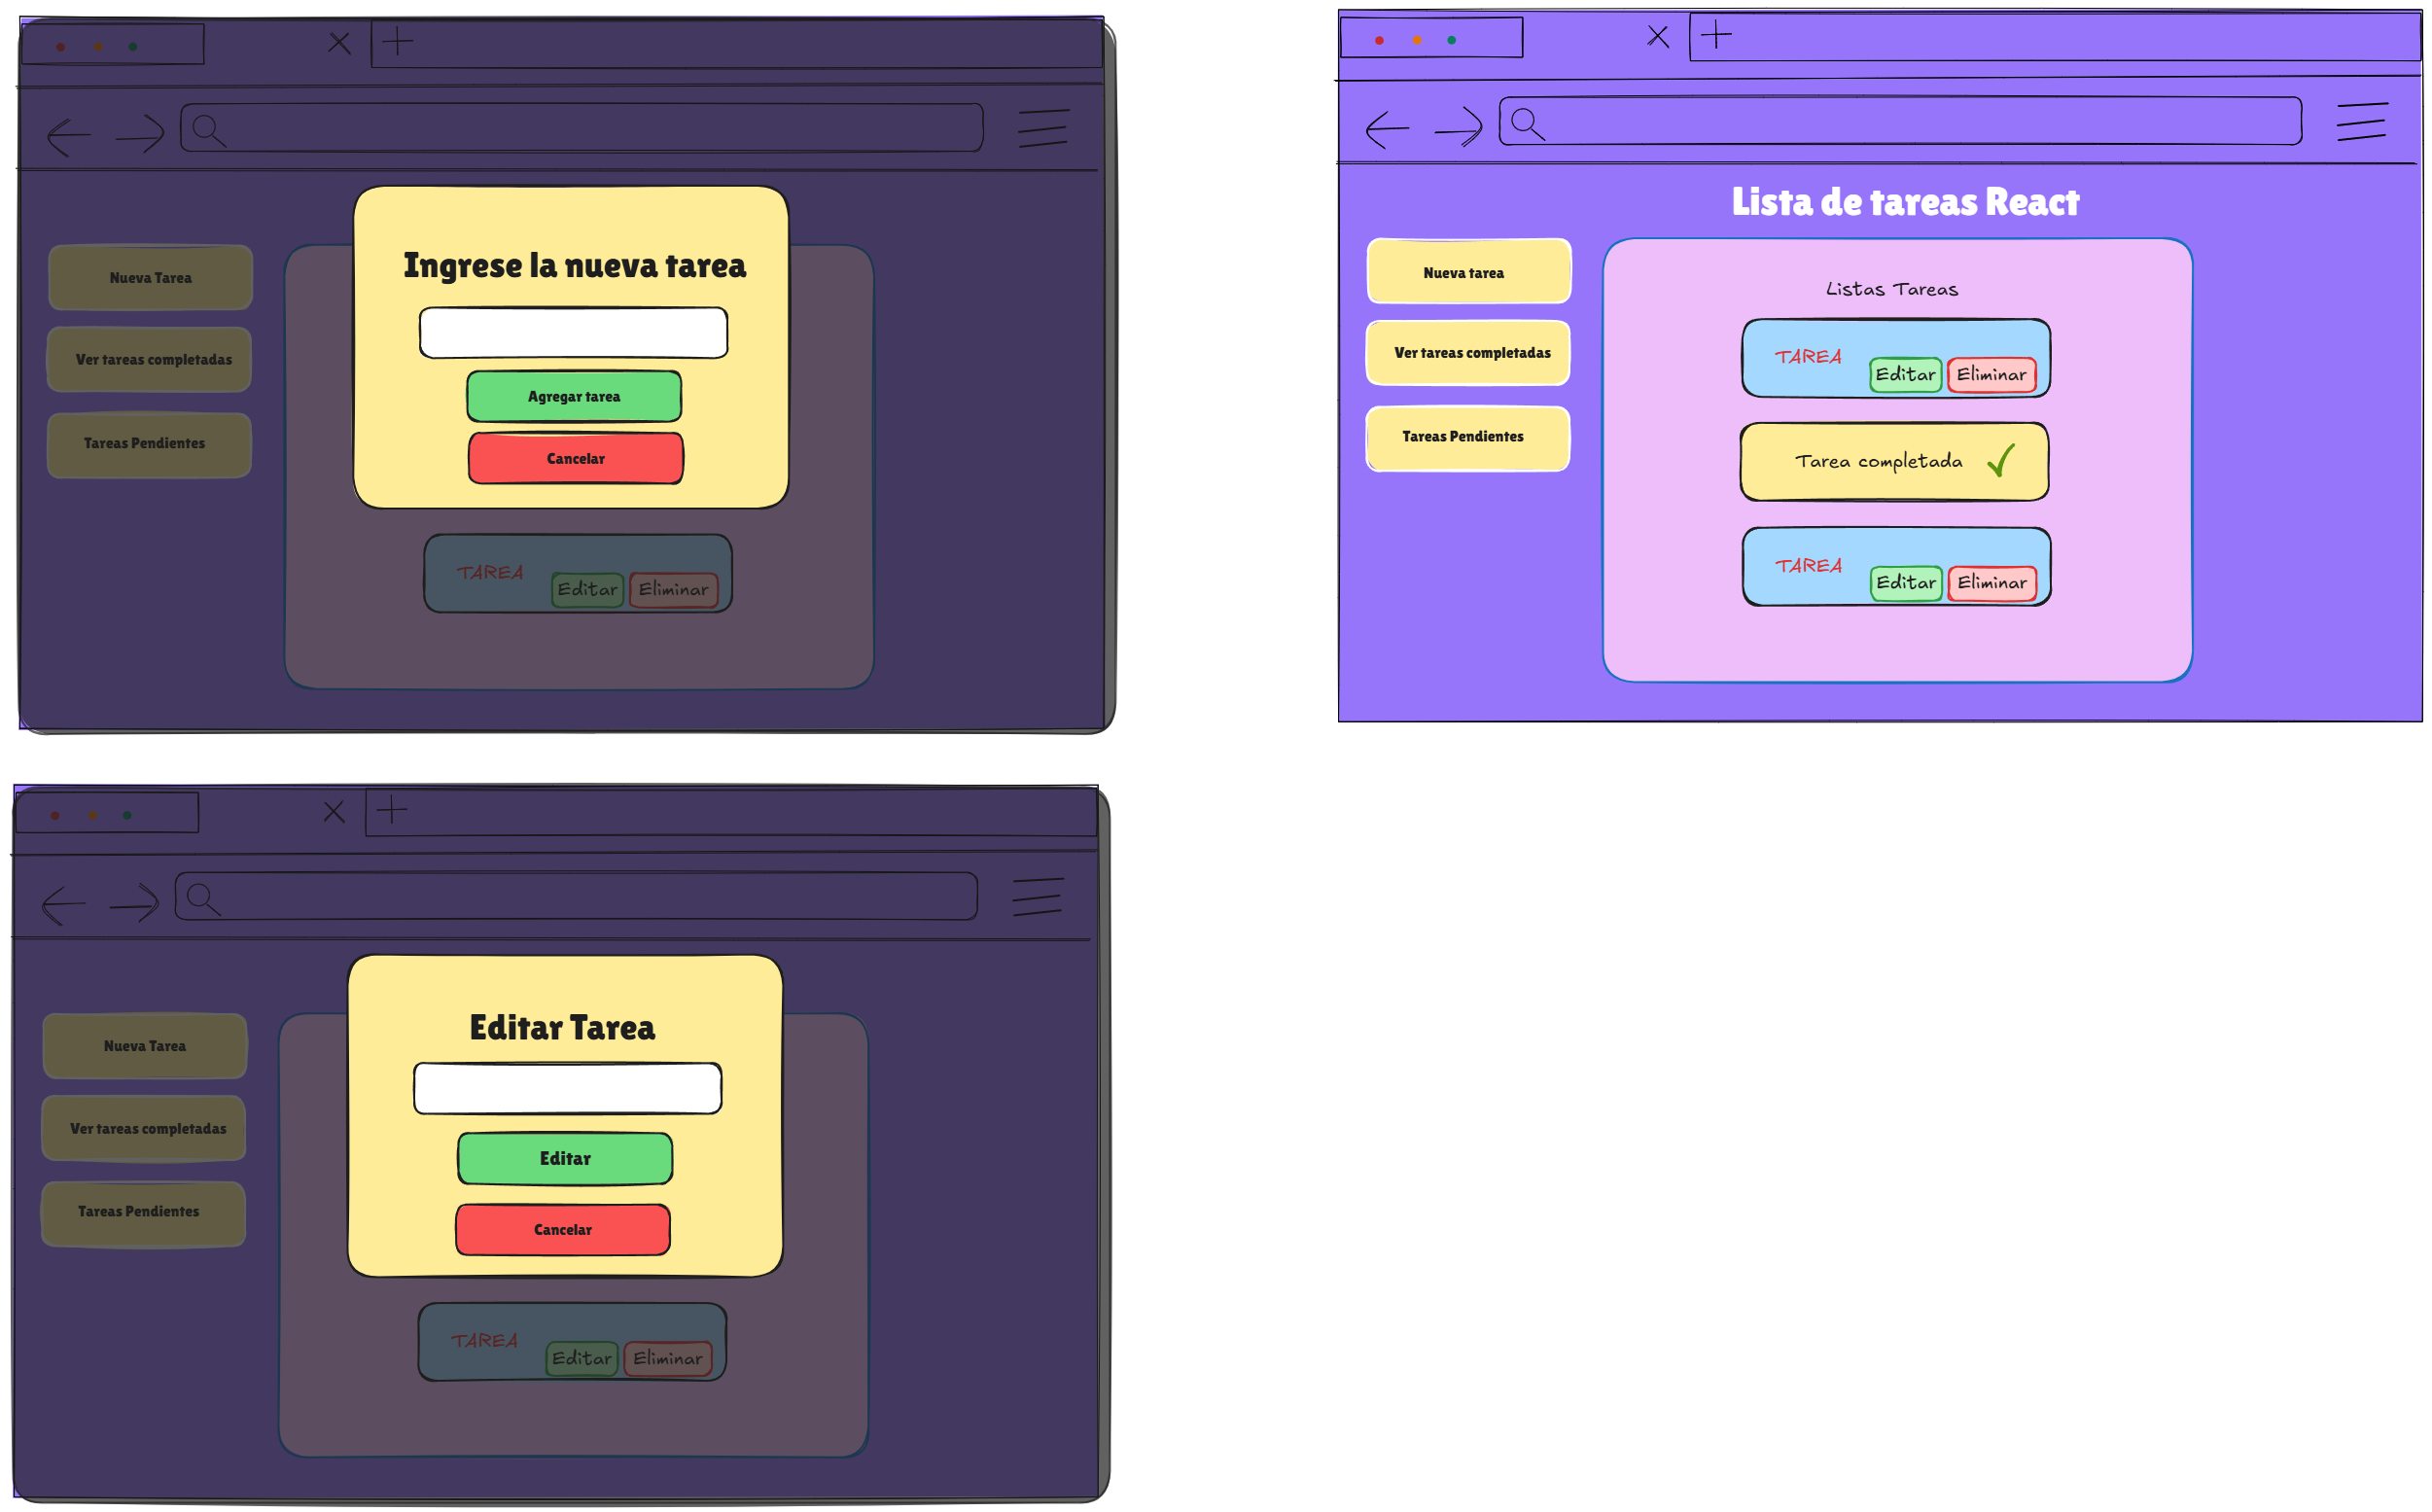 Ingrese la nueva tarea
Nueva Tarea
Ver tareas completadas
Tareas Pendientes
Agregar tarea
Cancelar
TAREA
Editar
Eliminar
Lista de tareas React
Nueva tarea
Ver tareas completadas
Tareas Pendientes
Listas Tareas
TAREA
Editar
Eliminar
Tarea completada
TAREA
Editar
Eliminar
Editar Tarea
Nueva Tarea
Ver tareas completadas
Tareas Pendientes
Editar
Cancelar
TAREA
Editar
Eliminar